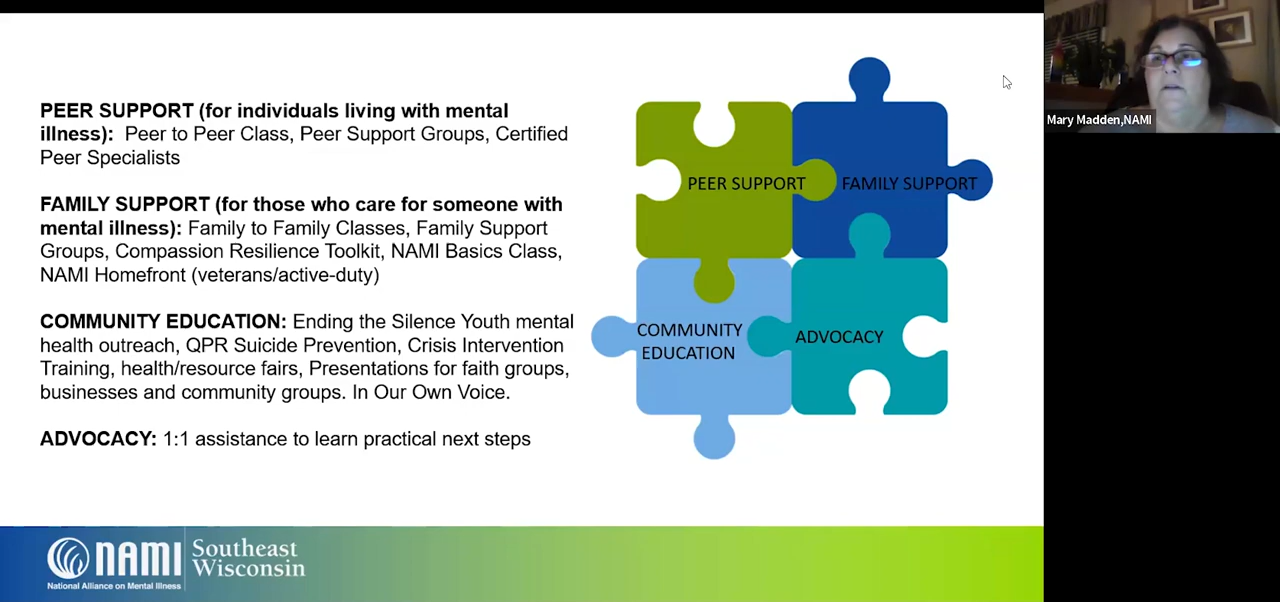 PEER SUPPORT (for individuals living with mental
illness): Peer to Peer Class, Peer Support Groups, Certified
Peer Specialists
FAMILY SUPPORT (for those who care for someone with
mental illness): Family to Family Classes, Family Support
Groups, Compassion Resilience Toolkit, NAMI Basics Class,
NAMI Homefront (veterans/active-duty)
COMMUNITY EDUCATION: Ending the Silence Youth mental
health outreach, QPR Suicide Prevention, Crisis Intervention
Training, health/resource fairs, Presentations for faith groups,
businesses and community groups. In Our Own Voice.
ADVOCACY: 1:1 assistance to learn practical next steps
PEER SUPPORT
FAMILY SUPPORT
COMMUNITY
EDUCATION
ADVOCACY
Mary Madden,NAMI
NAMI
National Alliance on Mental Illness
Southeast
Wisconsin